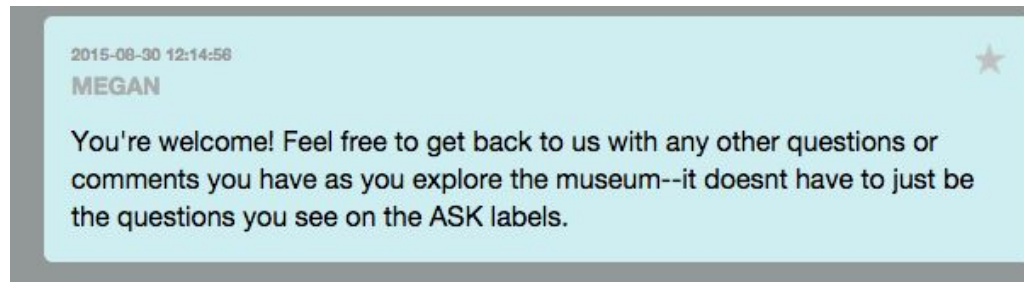 2015-08-30 12:14:56
MEGAN
You're welcome! Feel free to get back to us with any other questions or
comments you have as you explore the museum--it doesnt have to just be
the questions you see on the ASK labels.